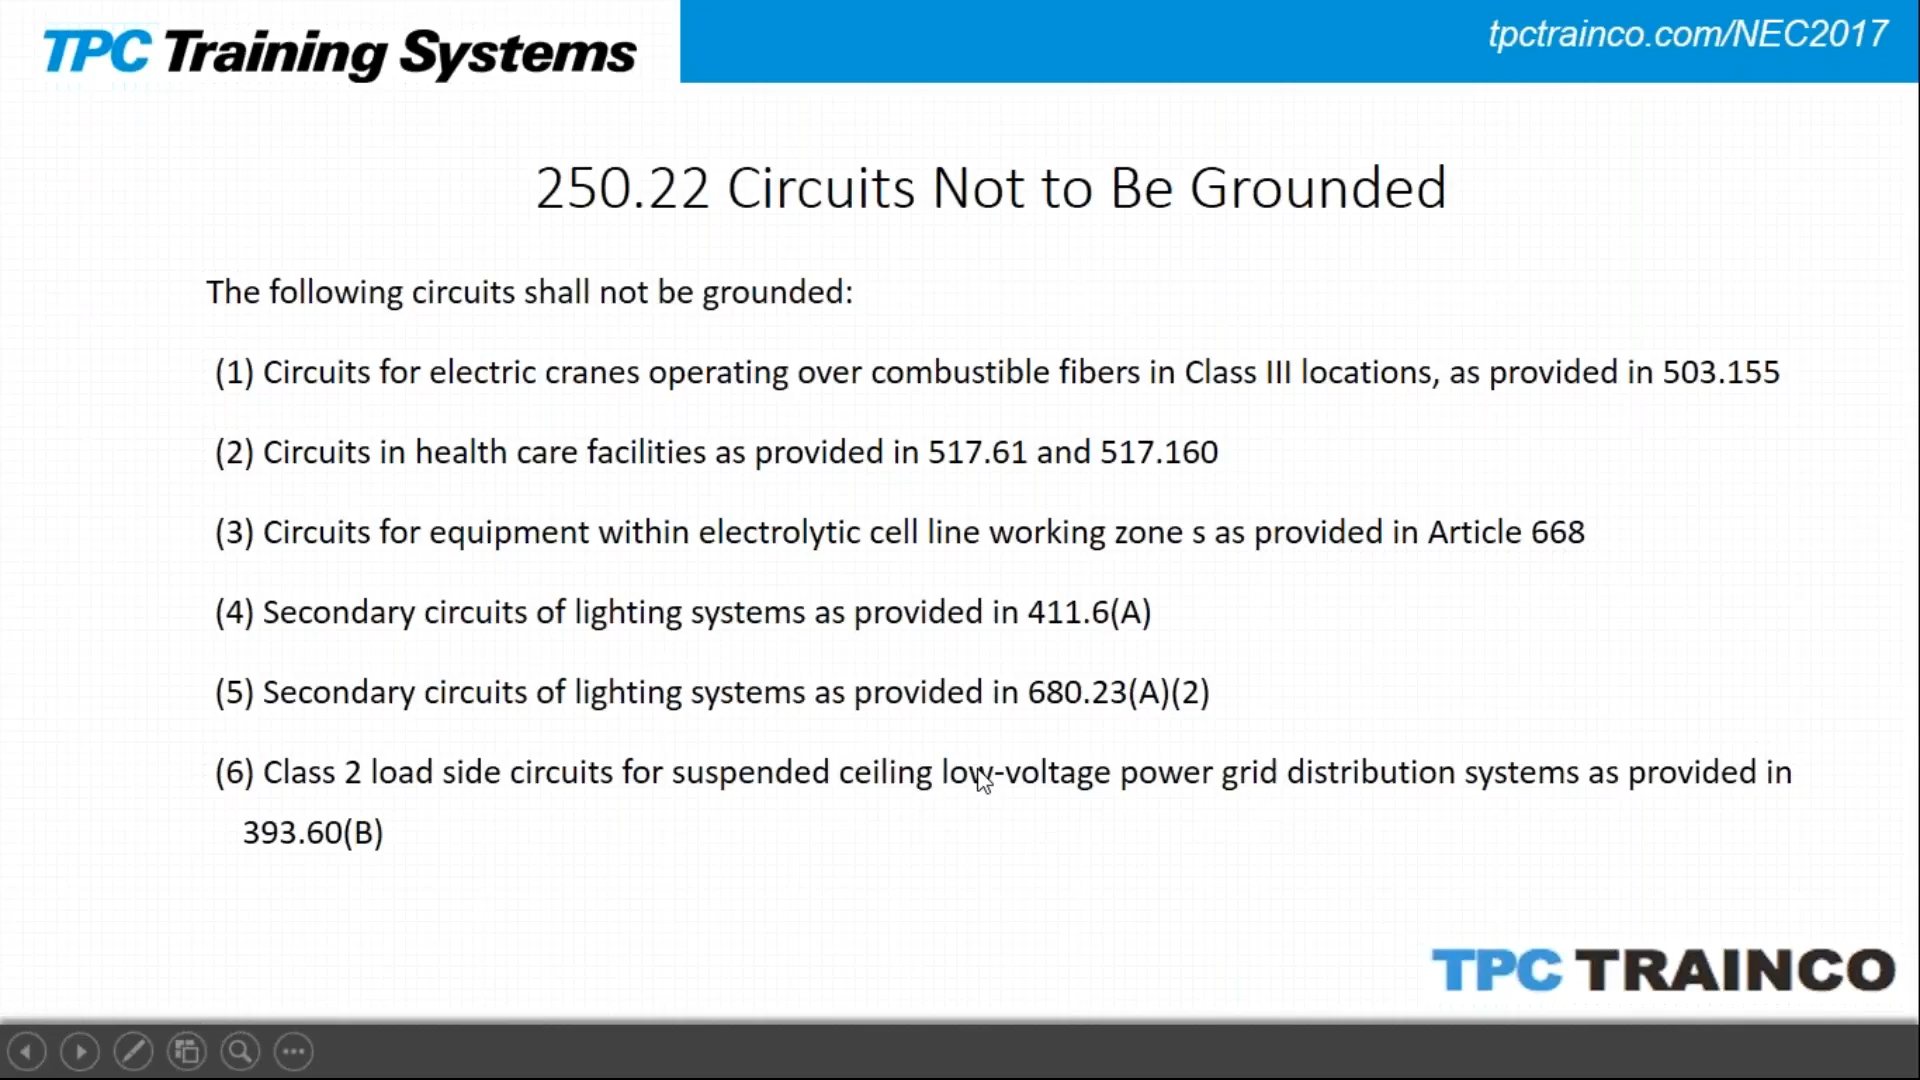 TPC Training Systems
tpctrainco.com/NEC2017
250.22 Circuits Not to Be Grounded
The following circuits shall not be grounded:
(1) Circuits for electric cranes operating over combustible fibers in Class III locations, as provided in 503.155
(2) Circuits in health care facilities as provided in 517.61 and 517.160
(3) Circuits for equipment within electrolytic cell line working zone s as provided in Article 668
(4) Secondary circuits of lighting systems as provided in 411.6(A)
(5) Secondary circuits of lighting systems as provided in 680.23(A)(2)
(6) Class 2 load side circuits for suspended ceiling low-voltage power grid distribution systems as provided in
393.60(B)
TPC TRAINCO